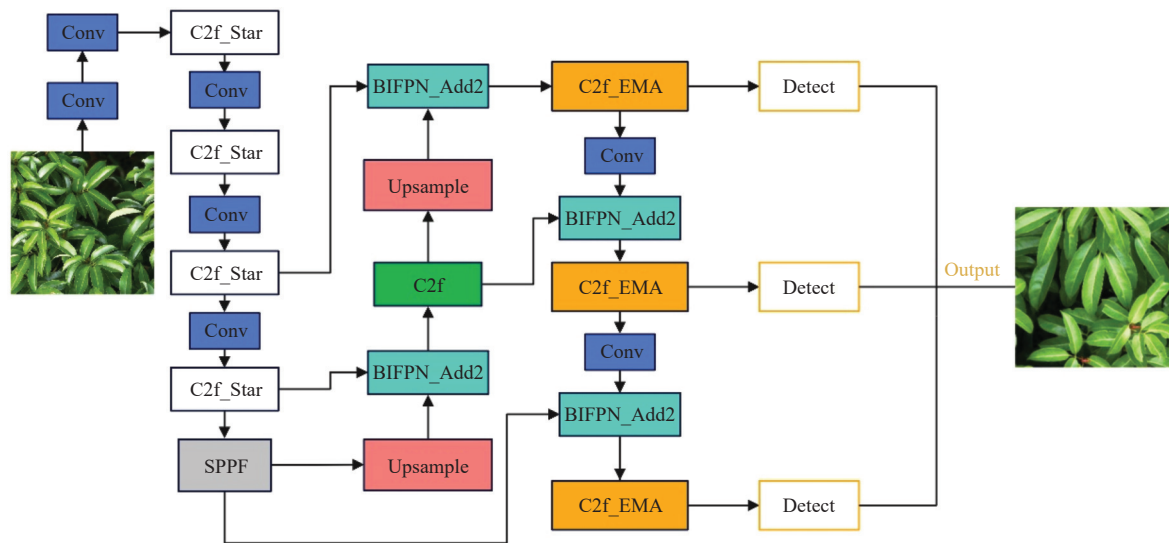 Conv
Conv
C2f_Star
Conv
C2f_Star
Conv
C2f_Star
Conv
C2f_Star
SPPF
BIFPN_Add2
Upsample
C2f
BIFPN_Add2
Upsample
C2f_EMA
Conv
BIFPN_Add2
C2f_EMA
Conv
BIFPN_Add2
C2f_EMA
Detect
Detect
Detect
Output